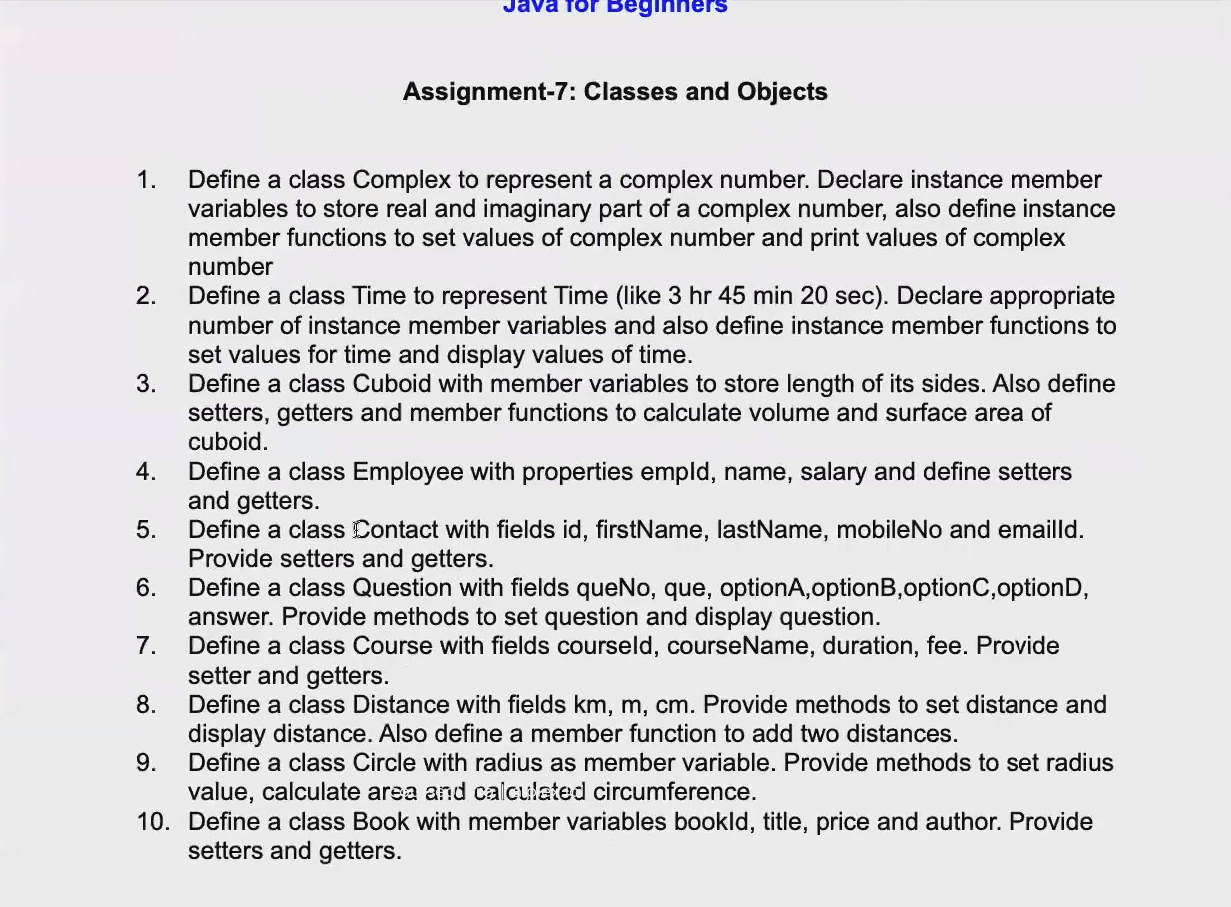 Java for Beginners
Assignment-7: Classes and Objects
1. Define a class Complex to represent a complex number. Declare instance member
variables to store real and imaginary part of a complex number, also define instance
member functions to set values of complex number and print values of complex
number
2. Define a class Time to represent Time (like 3 hr 45 min 20 sec). Declare appropriate
number of instance member variables and also define instance member functions to
set values for time and display values of time.
3. Define a class Cuboid with member variables to store length of its sides. Also define
setters, getters and member functions to calculate volume and surface area of
cuboid.
4. Define a class Employee with properties empId, name, salary and define setters
and getters.
5. Define a class Contact with fields id, firstName, lastName, mobileNo and emailId.
Provide setters and getters.
6. Define a class Question with fields queNo, que, optionA,optionB,optionC,optionD,
answer. Provide methods to set question and display question.
7. Define a class Course with fields courseId, courseName, duration, fee. Provide
setter and getters.
8. Define a class Distance with fields km, m, cm. Provide methods to set distance and
display distance. Also define a member function to add two distances.
9. Define a class Circle with radius as member variable. Provide methods to set radius
value, calculate area and calculated circumference.
10. Define a class Book with member variables bookId, title, price and author. Provide
setters and getters.